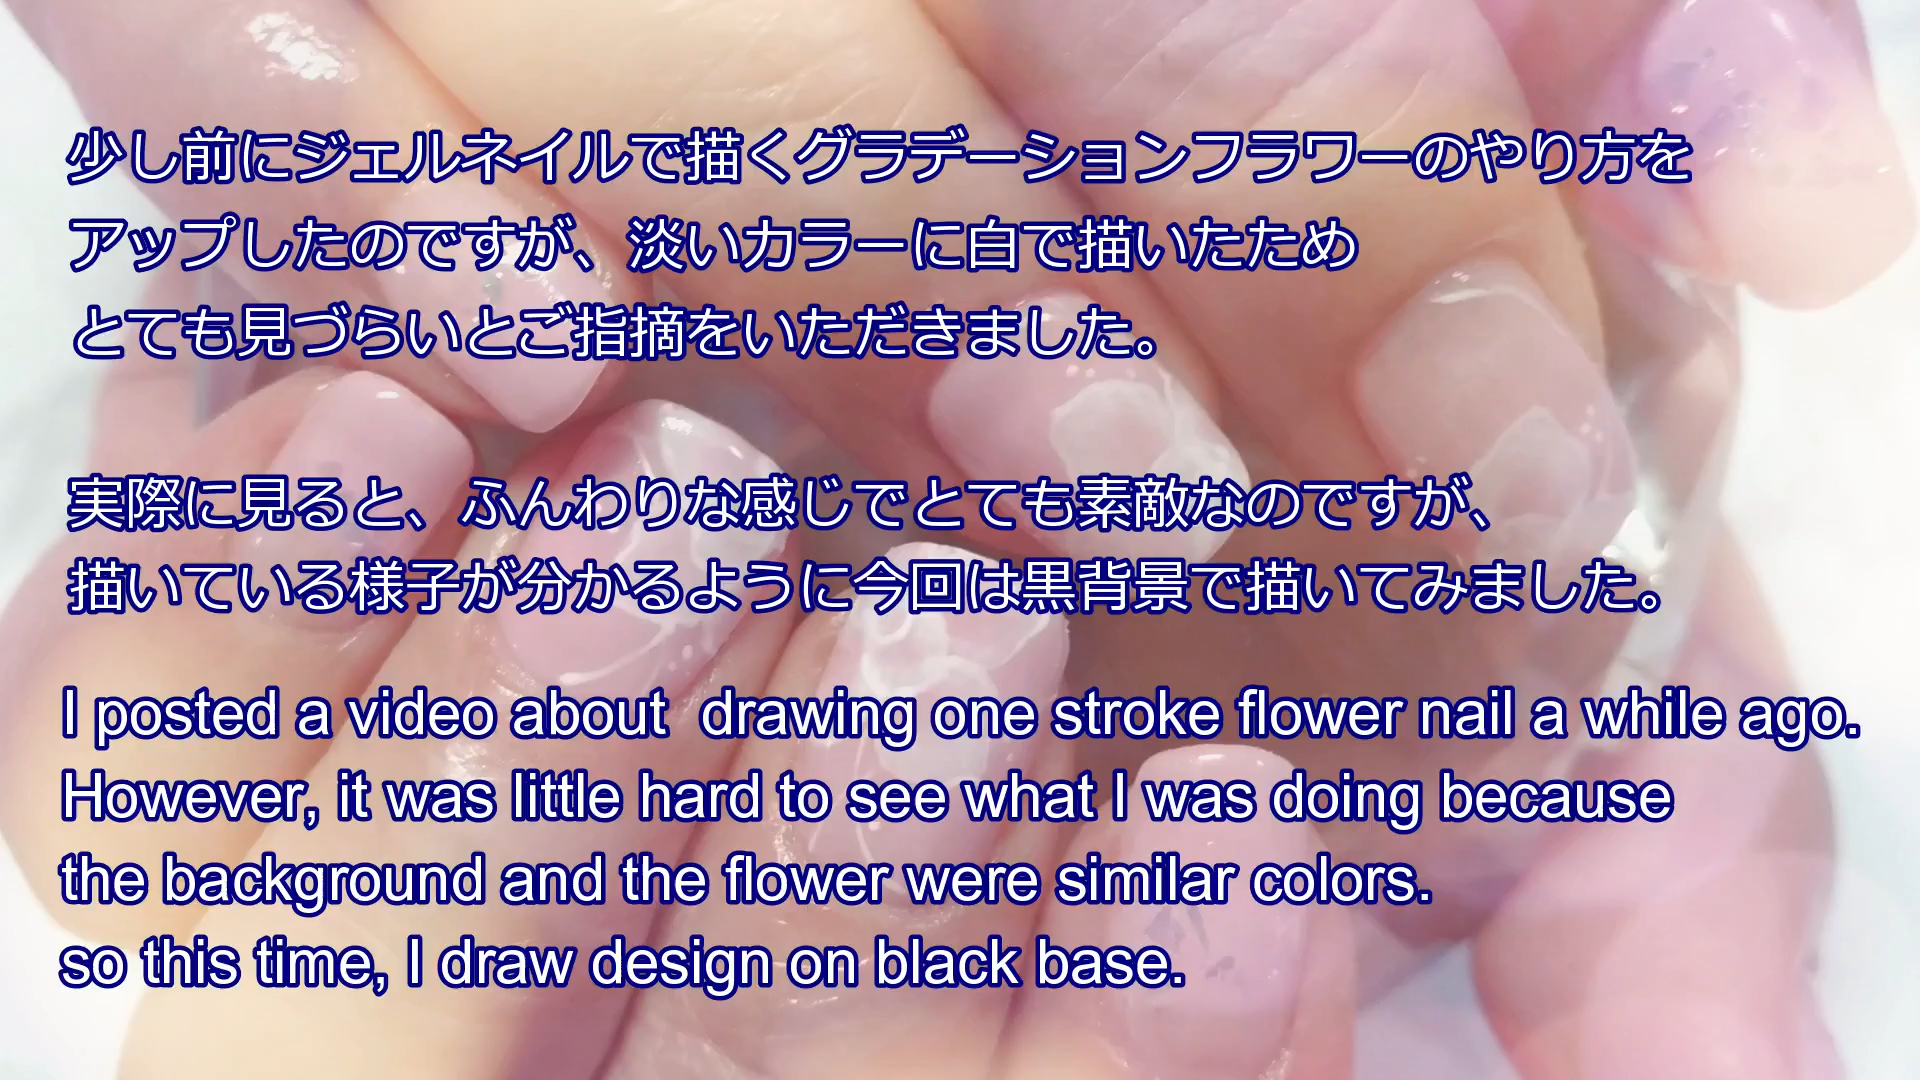 少し前にジェルネイルで描くグラデーションフラワーのやり方を
アップしたのですが、淡いカラーに白で描いたため
とても見づらいとご指摘をいただきました。
実際に見ると、ふんわりな感じでとても素敵なのですが、
描いている様子が分かるように今回は黒背景で描いてみました。
I posted a video about  drawing one stroke flower nail a while ago.
However, it was little hard to see what I was doing because
the background and the flower were similar colors.
so this time, I draw design on black base.